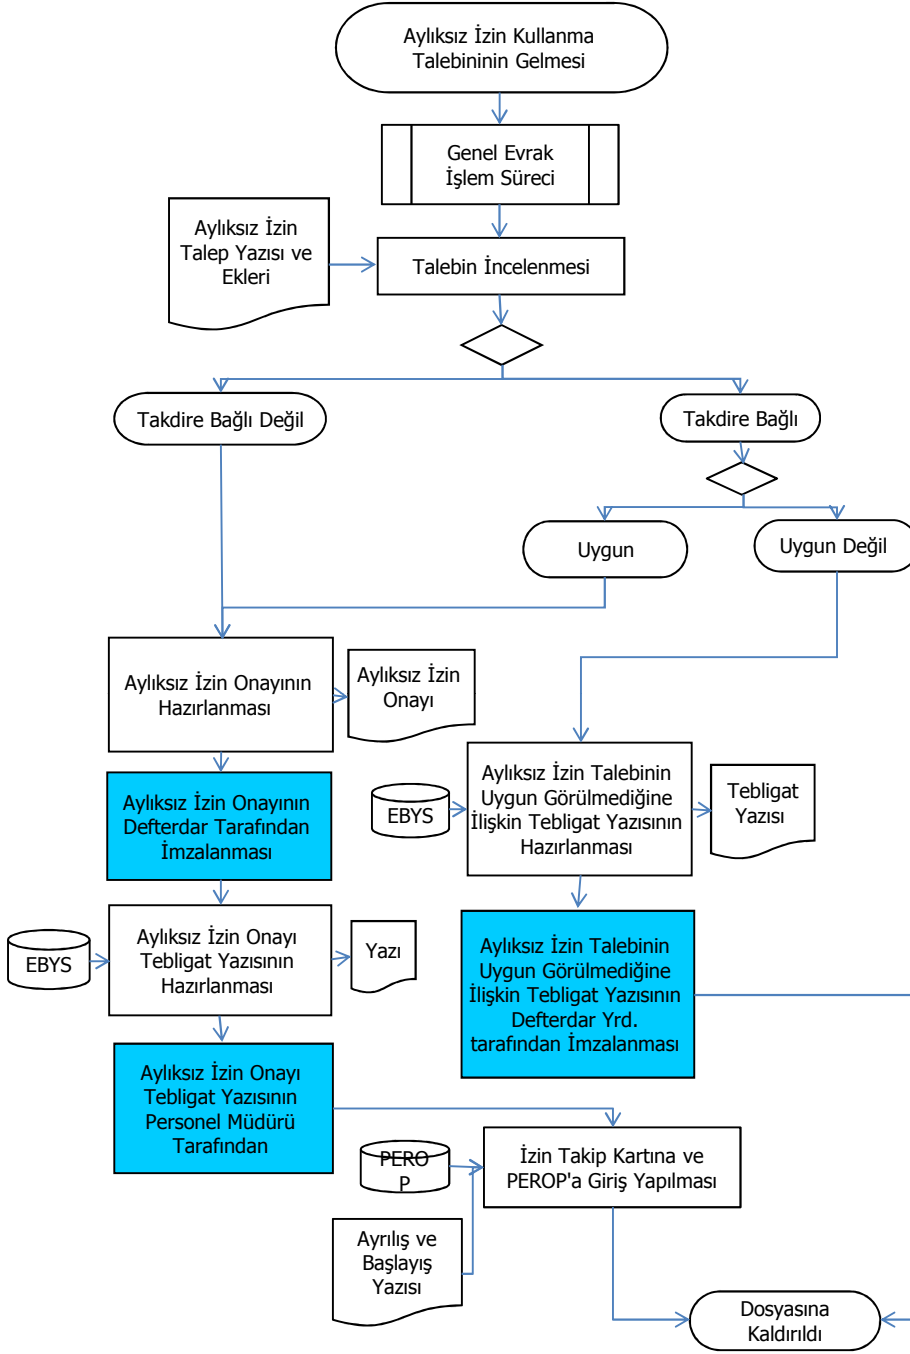 Aylıksız İzin Kullanma
Talebininin Gelmesi
Genel Evrak
İşlem Süreci
Aylıksız İzin
Talep Yazısı ve
Ekleri
Talebin İncelenmesi
Takdire Bağlı Değil
Takdire Bağlı
Uygun
Uygun Değil
Aylıksız İzin Onayının
Hazırlanması
Aylıksız İzin
Onayı
Aylıksız İzin Onayının
Defterdar Tarafından
İmzalanması
EBYS
Aylıksız İzin Talebinin
Uygun Görülmediğine
İlişkin Tebligat Yazısının
Hazırlanması
Tebligat
Yazısı
EBYS
Aylıksız İzin Onayı
Tebligat Yazısının
Hazırlanması
Yazı
Aylıksız İzin Talebinin
Uygun Görülmediğine
İlişkin Tebligat Yazısının
Defterdar Yrd.
tarafından İmzalanması
Aylıksız İzin Onayı
Tebligat Yazısının
Personel Müdürü
Tarafından
PERO
P
İzin Takip Kartına ve
PEROP'a Giriş Yapılması
Ayrılış ve
Başlayış
Yazısı
Dosyasına
Kaldırıldı